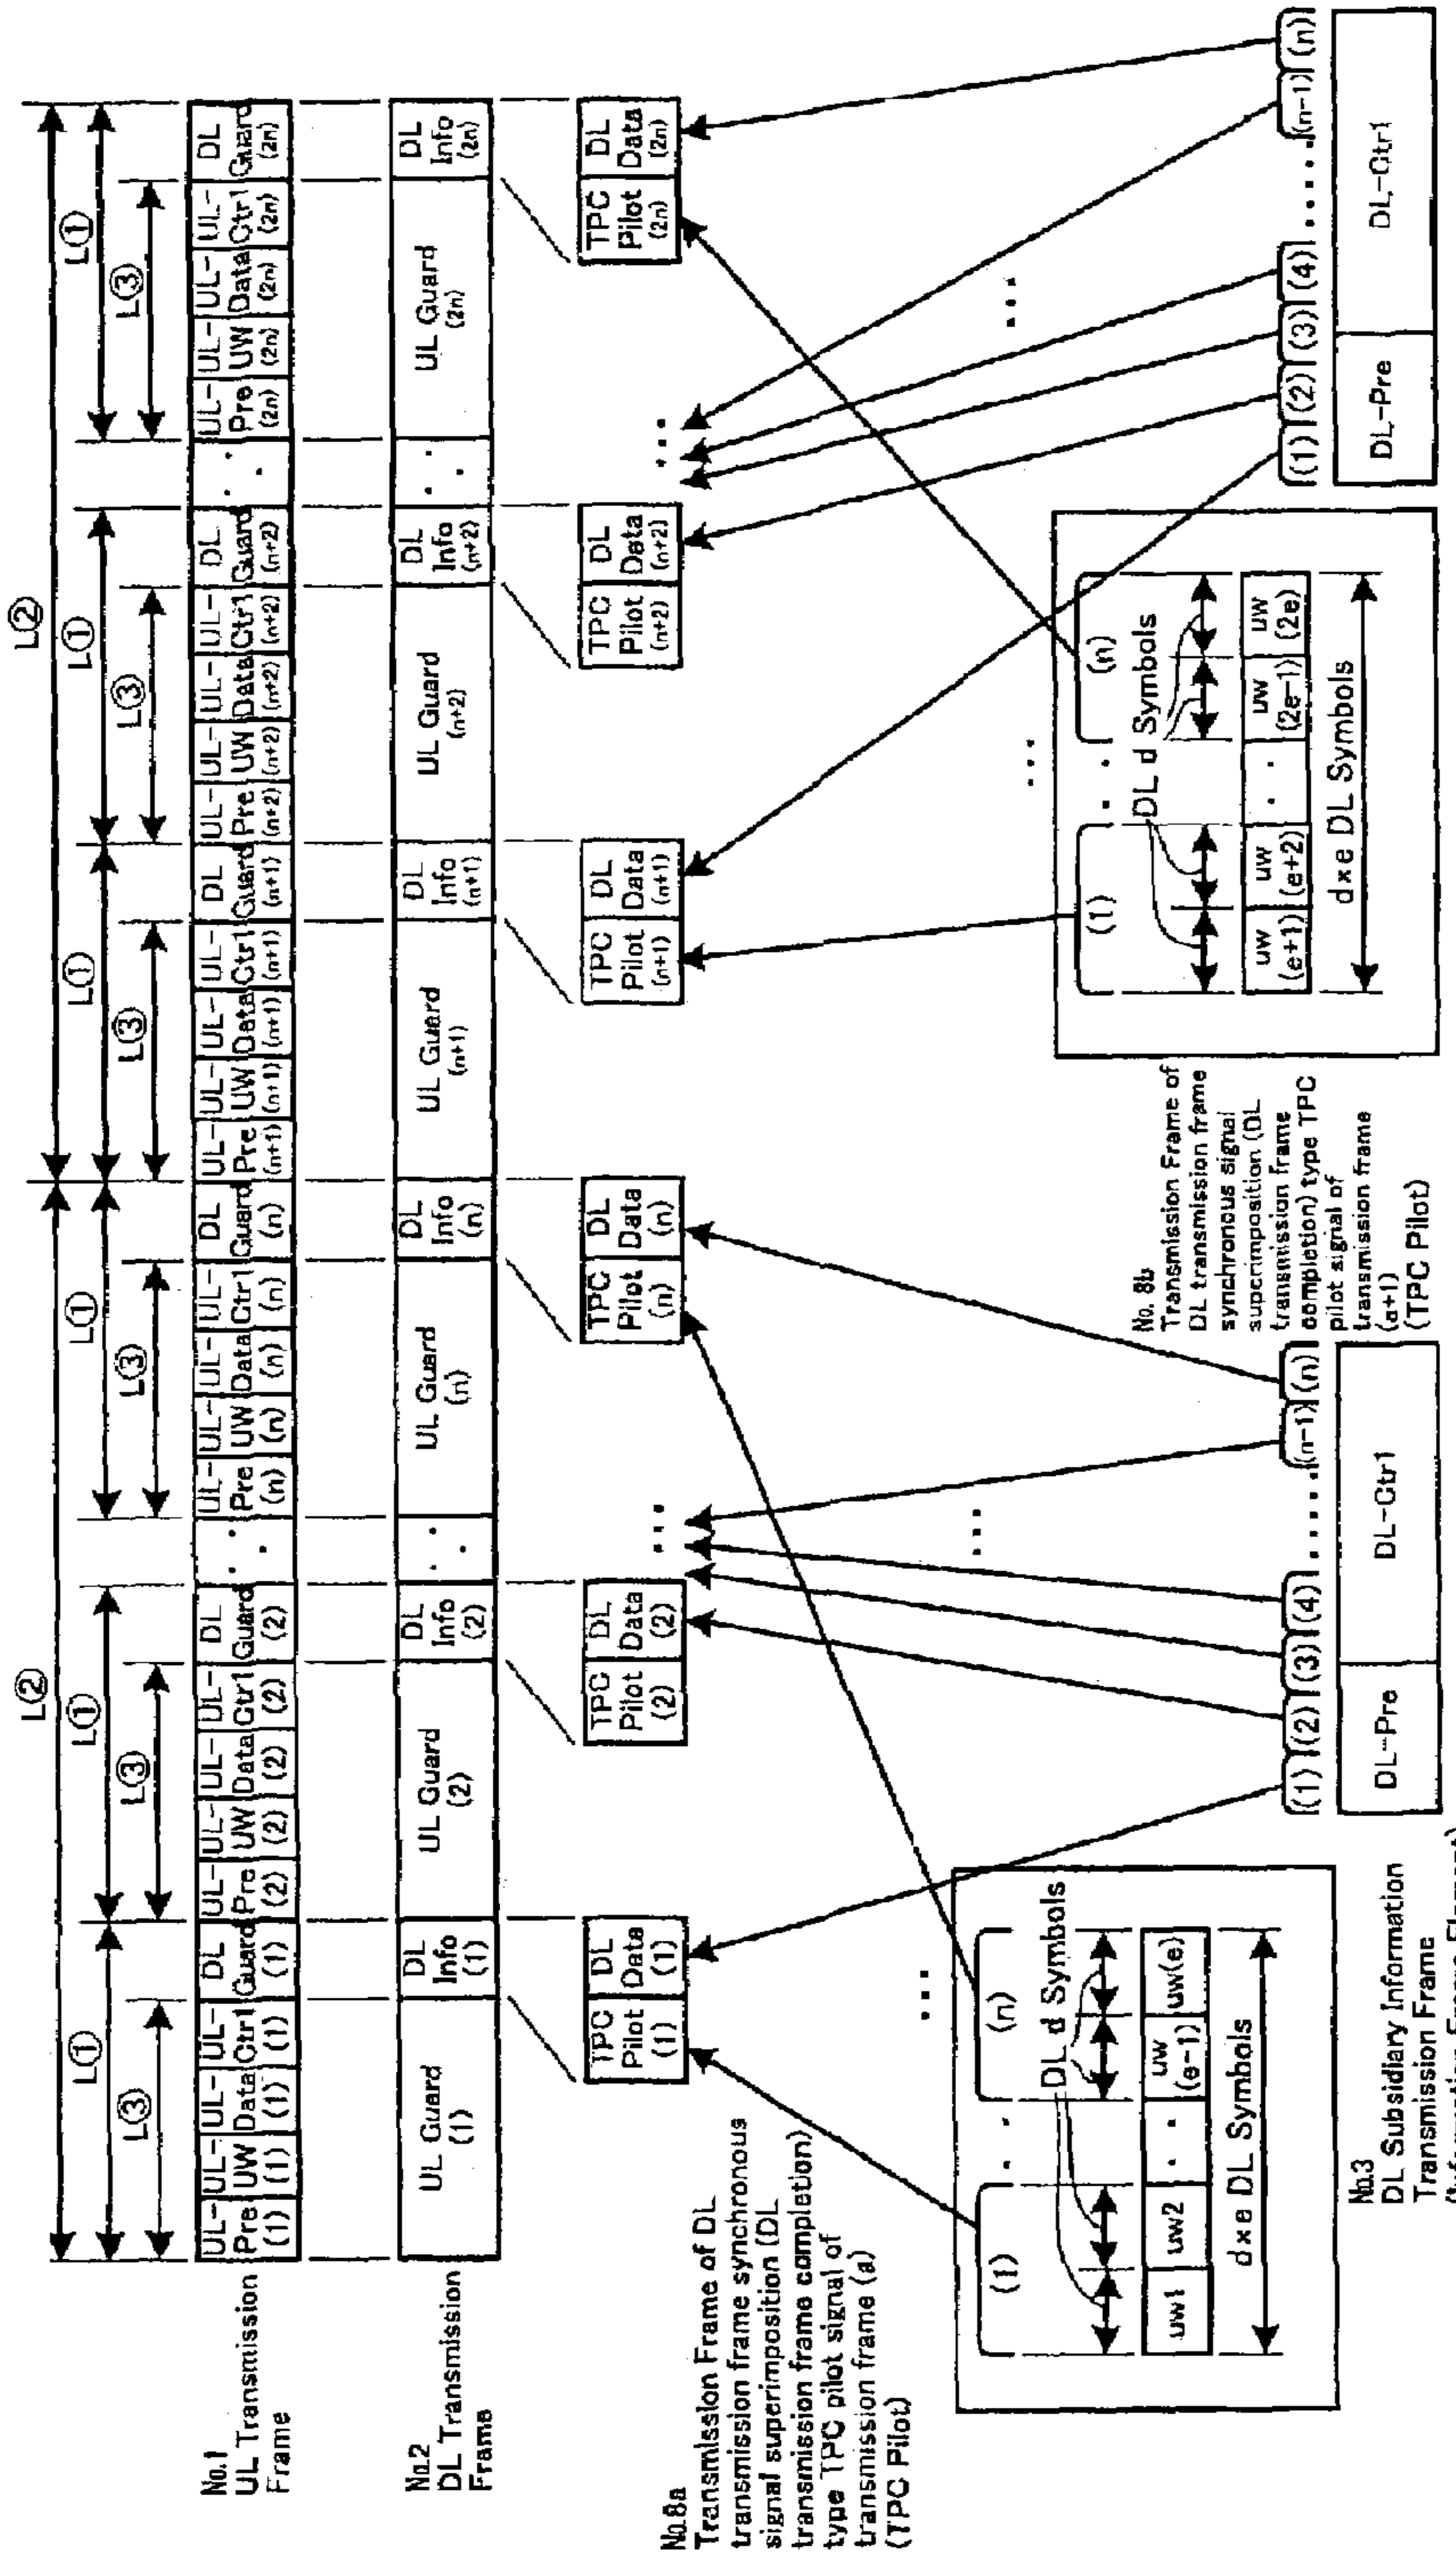 L②
L②
L① L① L① L① L① L①
L③ L③ L③ L③ L③ L③
No.1
UL Transmission
Frame
UL- UL- UL- UL- DL UL- UL- UL- UL- DL . . UL- UL- UL- UL- DL UL- UL- UL- UL- DL UL- UL- UL- UL- DL . . UL- UL- UL- UL- DL
Pre UW Data Ctrl Guard Pre UW Data Ctrl Guard Pre UW Data Ctrl Guard Pre UW Data Ctrl Guard Pre UW Data Ctrl Guard Pre UW Data Ctrl Guard
(1) (1) (1) (1) (1) (2) (2) (2) (2) (2) (n) (n) (n) (n) (n) (n+1) (n+1) (n+1) (n+1) (n+1) (n+2) (n+2) (n+2) (n+2) (n+2) (2n) (2n) (2n) (2n) (2n)
No.2
DL Transmission
Frame
UL Guard DL UL Guard DL . . UL Guard DL UL Guard DL UL Guard DL . . UL Guard DL
(1) Info (2) Info (n) Info (n+1) Info (n+2) Info (2n) Info
(1) (2) (n) (n+1) (n+2) (2n)
TPC DL TPC DL ... TPC DL TPC DL TPC DL ... TPC DL
Pilot Data Pilot Data Pilot Data Pilot Data Pilot Data Pilot Data
(1) (1) (2) (2) (n) (n) (n+1) (n+1) (n+2) (n+2) (2n) (2n)
No.8a
Transmission Frame of DL
transmission frame synchronous
signal superimposition (DL
transmission frame completion)
type TPC pilot signal of
transmission frame (a)
(TPC Pilot)
... ... ... ...
(1) . . (n)
DL d Symbols
uw1 uw2 . . uw (e-1) uw(e)
d×e DL Symbols
No.3
DL Subsidiary Information
Transmission Frame
(Information Frame Element)
(1) (2) (3) (4) ..... (n-1) (n)
DL-Pre DL-Ctrl
No. 8b
Transmission Frame of
DL transmission frame
synchronous signal
superimposition (DL
transmission frame
completion) type TPC
pilot signal of
transmission frame
(a+1)
(TPC Pilot)
(1) . . (n)
DL d Symbols
uw (e+1) uw (e+2) . . uw (2e-1) uw (2e)
d×e DL Symbols
(1) (2) (3) (4) ..... (n-1) (n)
DL-Pre DL-Ctrl